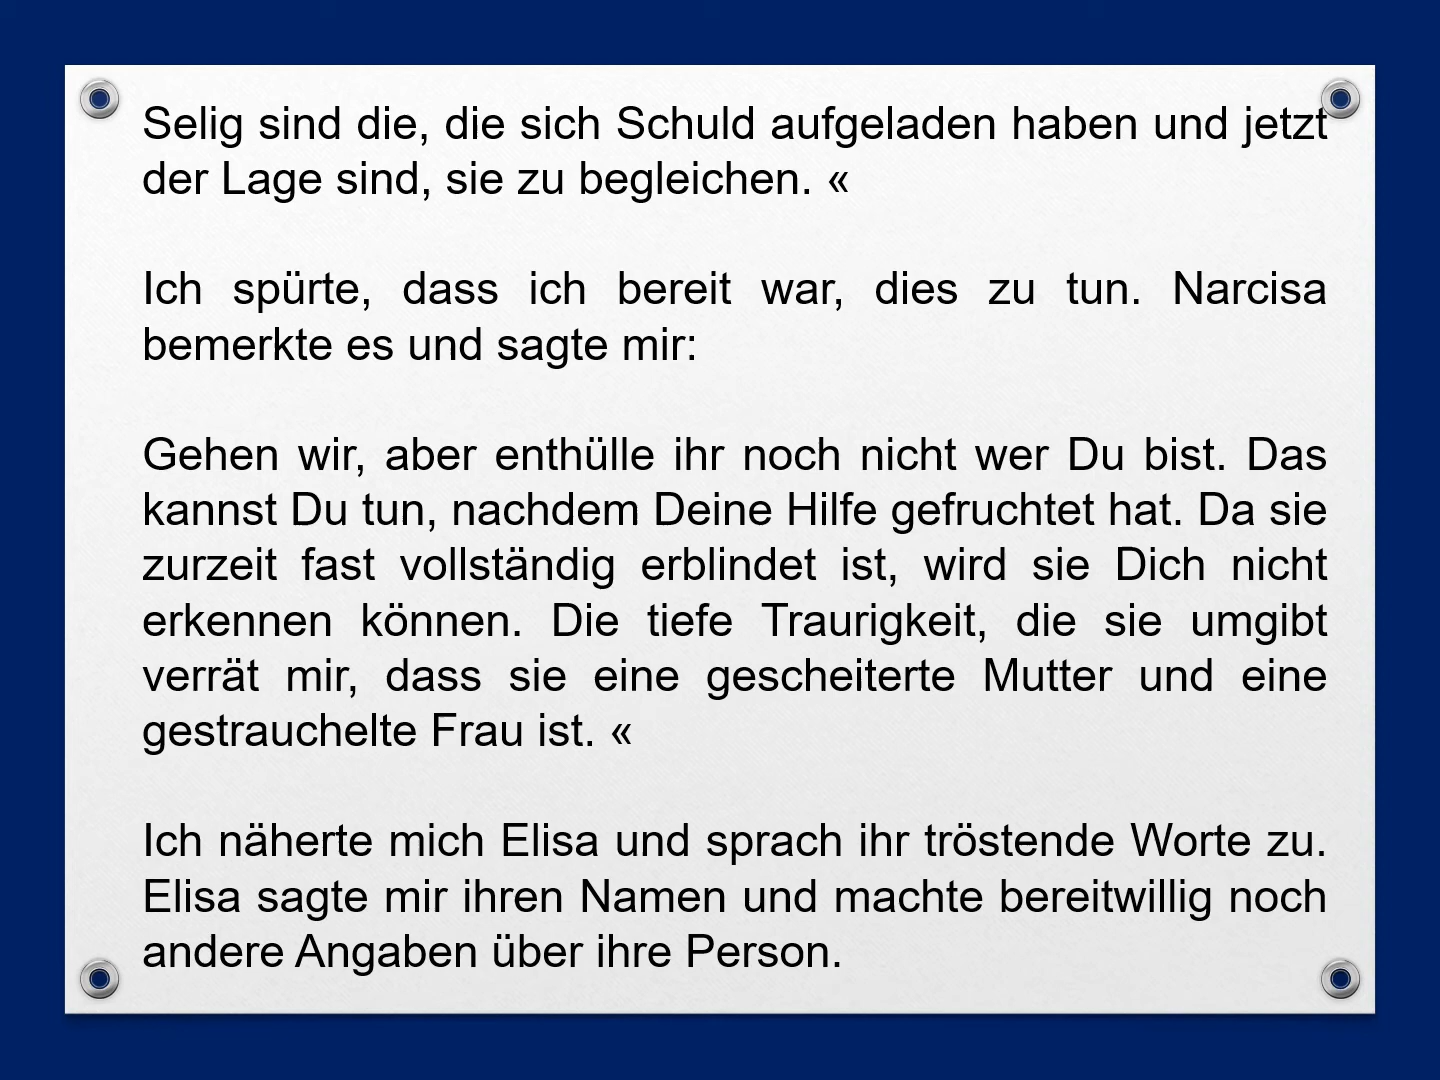 Selig sind die, die sich Schuld aufgeladen haben und jetzt
der Lage sind, sie zu begleichen. «
Ich spürte, dass ich bereit war, dies zu tun. Narcisa
bemerkte es und sagte mir:
Gehen wir, aber enthülle ihr noch nicht wer Du bist. Das
kannst Du tun, nachdem Deine Hilfe gefruchtet hat. Da sie
zurzeit fast vollständig erblindet ist, wird sie Dich nicht
erkennen können. Die tiefe Traurigkeit, die sie umgibt
verrät mir, dass sie eine gescheiterte Mutter und eine
gestrauchelte Frau ist. «
Ich näherte mich Elisa und sprach ihr tröstende Worte zu.
Elisa sagte mir ihren Namen und machte bereitwillig noch
andere Angaben über ihre Person.